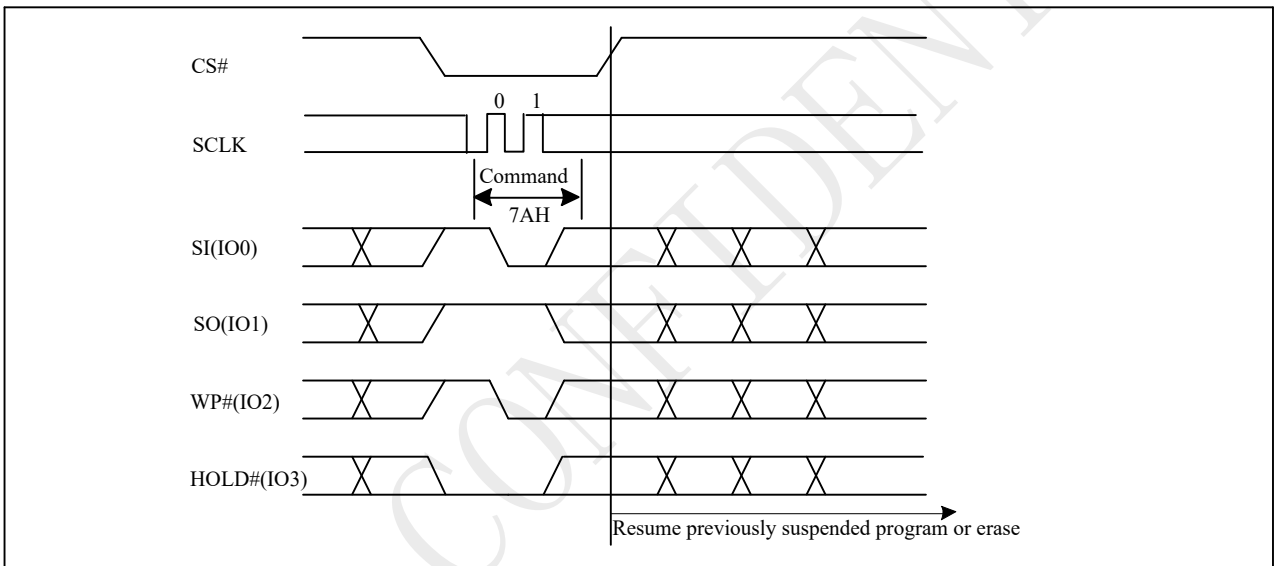 CS#
0 1
SCLK
Command
7AH
SI(IO0)
SO(IO1)
WP#(IO2)
HOLD#(IO3)
Resume previously suspended program or erase
CONFIDENT